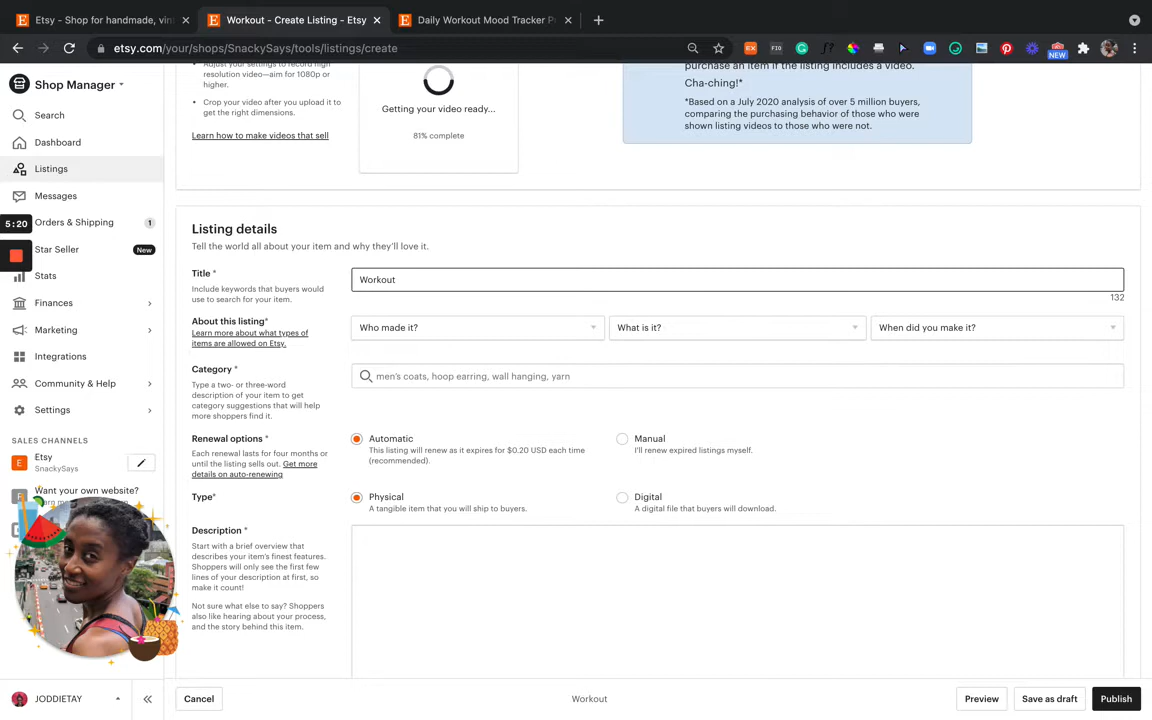 Etsy - Shop for handmade, vin
Workout - Create Listing - Etsy
Daily Workout Mood Tracker P
etsy.com/your/shops/SnackySays/tools/listings/create
FIO
NEW
Shop Manager
Search
Dashboard
Listings
Messages
Orders & Shipping 1
5:20
Star Seller New
Stats
Finances
Marketing
Integrations
Community & Help
Settings
SALES CHANNELS
E
Etsy
SnackySays
Want your own website?
JODDIETAY
Adjust your settings to record high
resolution video—aim for 1080p or
higher.
Crop your video after you upload it to
get the right dimensions.
Learn how to make videos that sell
Getting your video ready...
81% complete
purchase an item if the listing includes a video.
Cha-ching!*
*Based on a July 2020 analysis of over 5 million buyers,
comparing the purchasing behavior of those who were
shown listing videos to those who were not.
Listing details
Tell the world all about your item and why they'll love it.
Title *
Include keywords that buyers would
use to search for your item.
Workout
132
About this listing*
Learn more about what types of
items are allowed on Etsy.
Who made it?
What is it?
When did you make it?
Category *
Type a two- or three-word
description of your item to get
category suggestions that will help
more shoppers find it.
men's coats, hoop earring, wall hanging, yarn
Renewal options *
Each renewal lasts for four months or
until the listing sells out. Get more
details on auto-renewing
Automatic
This listing will renew as it expires for $0.20 USD each time
(recommended).
Manual
I'll renew expired listings myself.
Type*
Physical
A tangible item that you will ship to buyers.
Digital
A digital file that buyers will download.
Description *
Start with a brief overview that
describes your item's finest features.
Shoppers will only see the first few
lines of your description at first, so
make it count!
Not sure what else to say? Shoppers
also like hearing about your process,
and the story behind this item.
Cancel
Workout
Preview
Save as draft
Publish